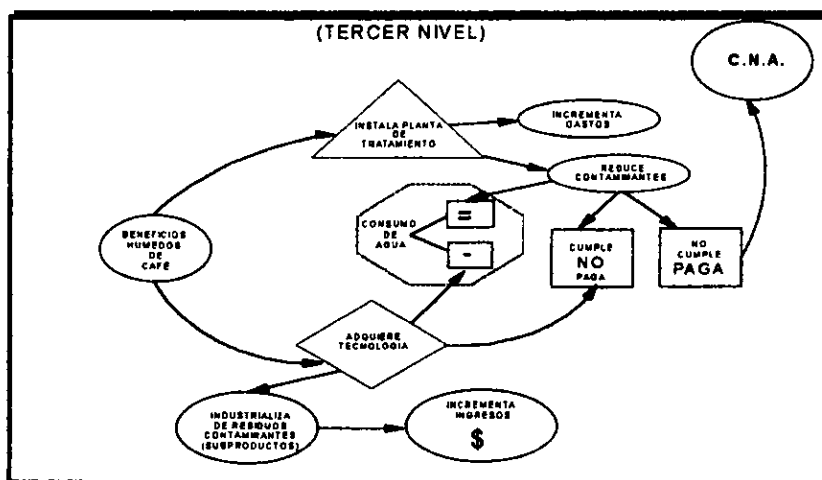 (TERCER NIVEL)
C.N.A.
INSTALA PLANTA
DE
TRATAMIENTO
INCREMENTA
GASTOS
REDUCE
CONTAMINANTES
CONSUMO
DE
AGUA
=
-
BENEFICIOS
HUMEDOS
DE
CAFÉ
CUMPLE
NO
PAGA
NO
CUMPLE
PAGA
ADQUIERE
TECNOLOGIA
INDUSTRIALIZA
DE RESIDUOS
CONTAMINANTES
(SUBPRODUCTOS)
INCREMENTA
INGRESOS
$